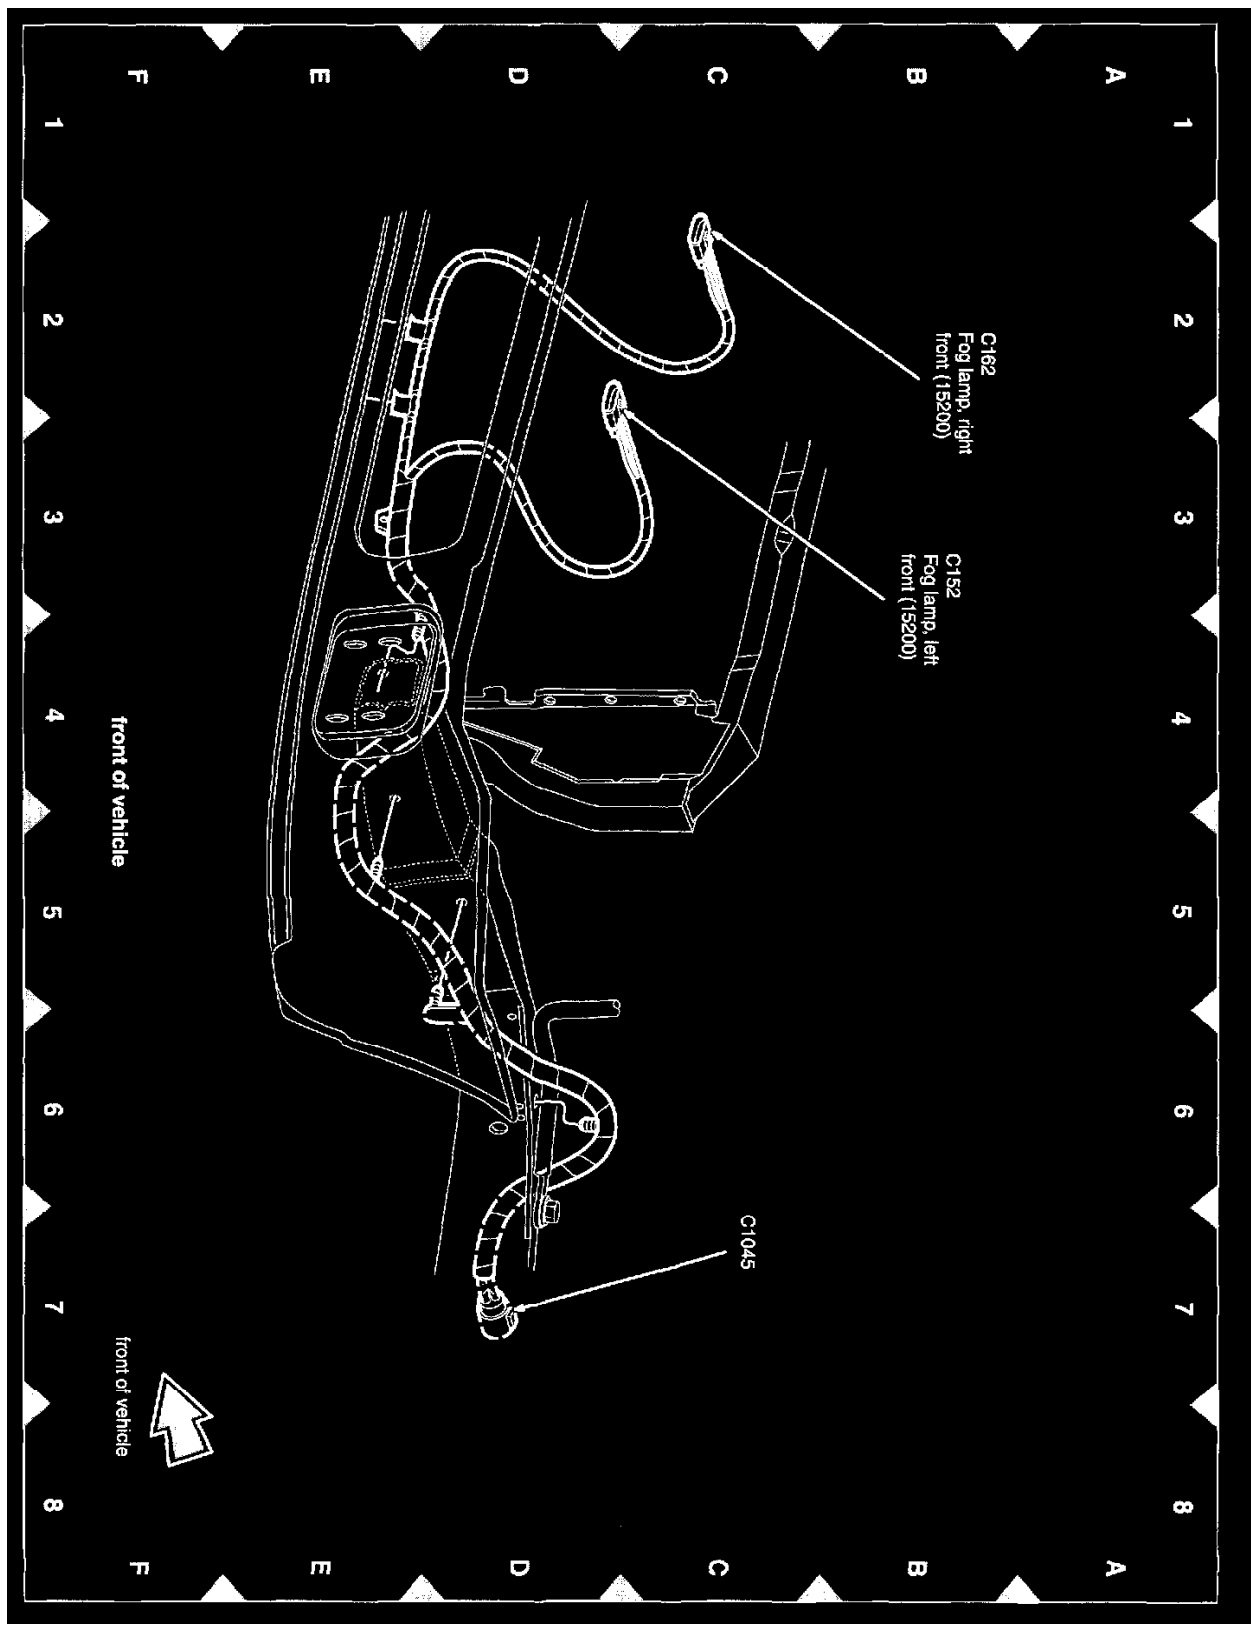 A
B
C
D
E
F
1
2
3
4
5
6
7
8
C162
Fog lamp, right
front (15200)
C152
Fog lamp, left
front (15200)
C1045
front of vehicle
front of vehicle
1
2
3
4
5
6
7
8
A
B
C
D
E
F